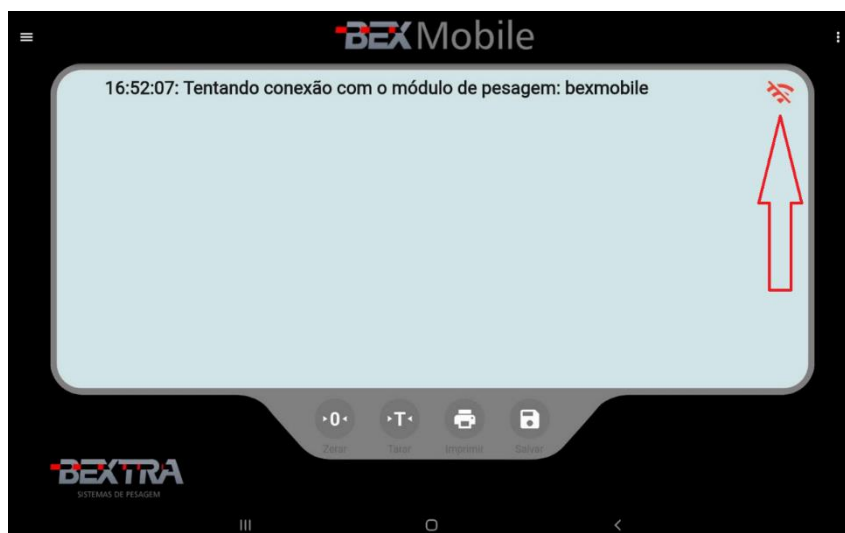 BEX Mobile
16:52:07: Tentando conexão com o módulo de pesagem: bexmobile
0
T
Zerar Tarar Imprimir Salvar
BEXTRA
SISTEMAS DE PESAGEM